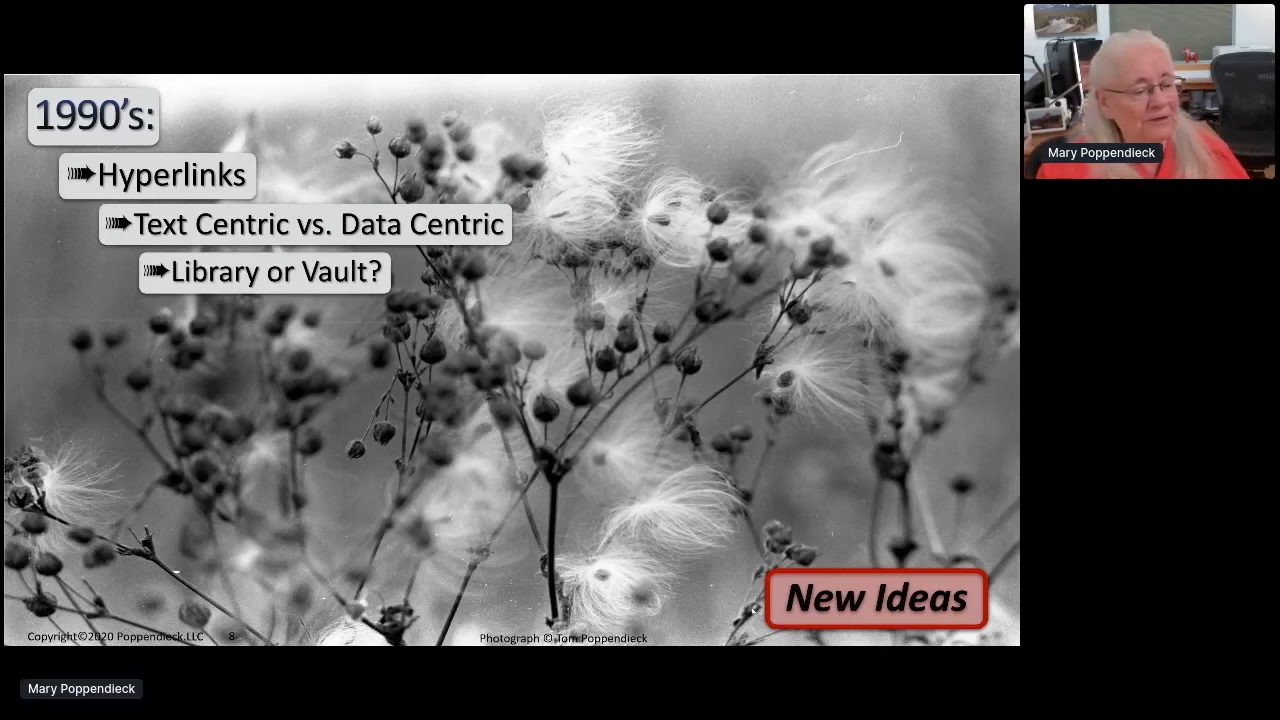 1990's:
➠Hyperlinks
➠Text Centric vs. Data Centric
➠Library or Vault?
New Ideas
Copyright©2020 Poppendieck,LLC 8
Photograph © Tom Poppendieck
Mary Poppendieck
Mary Poppendieck